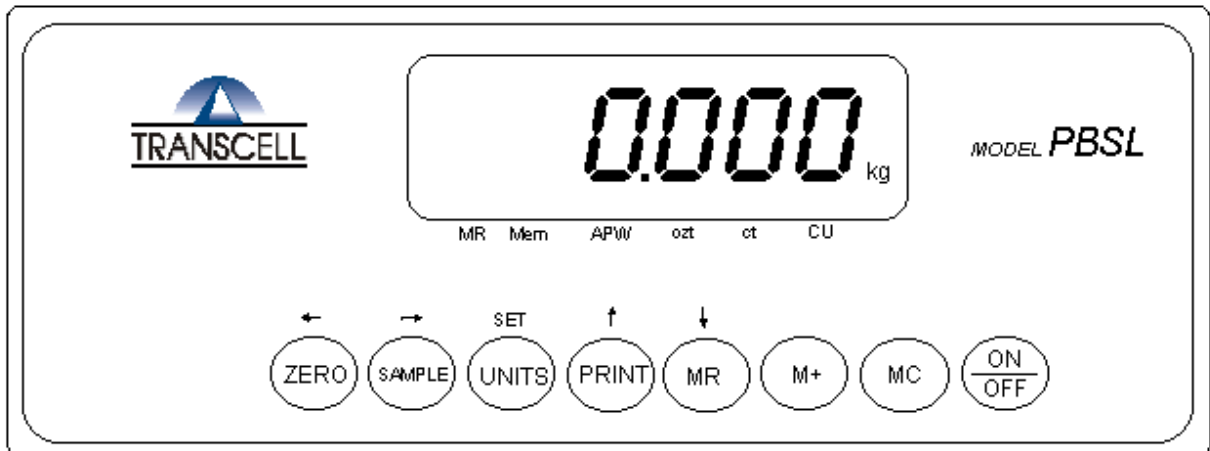 TRANSCELL
0.000 kg
MODEL PBSL
MR Mem APW ozt ct CU
← → SET ↑ ↓
ZERO SAMPLE UNITS PRINT MR M+ MC ON
OFF